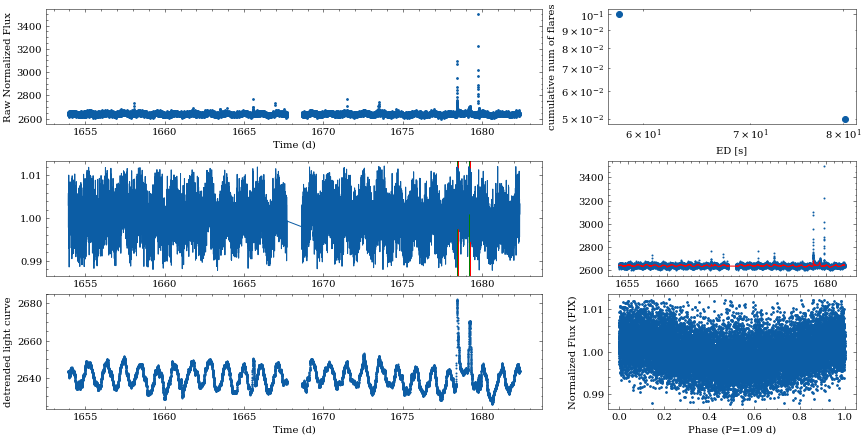 Raw Normalized Flux
3400
3200
3000
2800
2600
1655 1660 1665 1670 1675 1680
Time (d)
cumulative num of flares
10⁻¹
9 × 10⁻²
8 × 10⁻²
7 × 10⁻²
6 × 10⁻²
5 × 10⁻²
6 × 10¹ 7 × 10¹ 8 × 10¹
ED [s]
1.01
1.00
0.99
1655 1660 1665 1670 1675 1680
3400
3200
3000
2800
2600
1655 1660 1665 1670 1675 1680
detrended light curve
2680
2660
2640
1655 1660 1665 1670 1675 1680
Time (d)
Normalized Flux (FIX)
1.01
1.00
0.99
0.0 0.2 0.4 0.6 0.8 1.0
Phase (P=1.09 d)